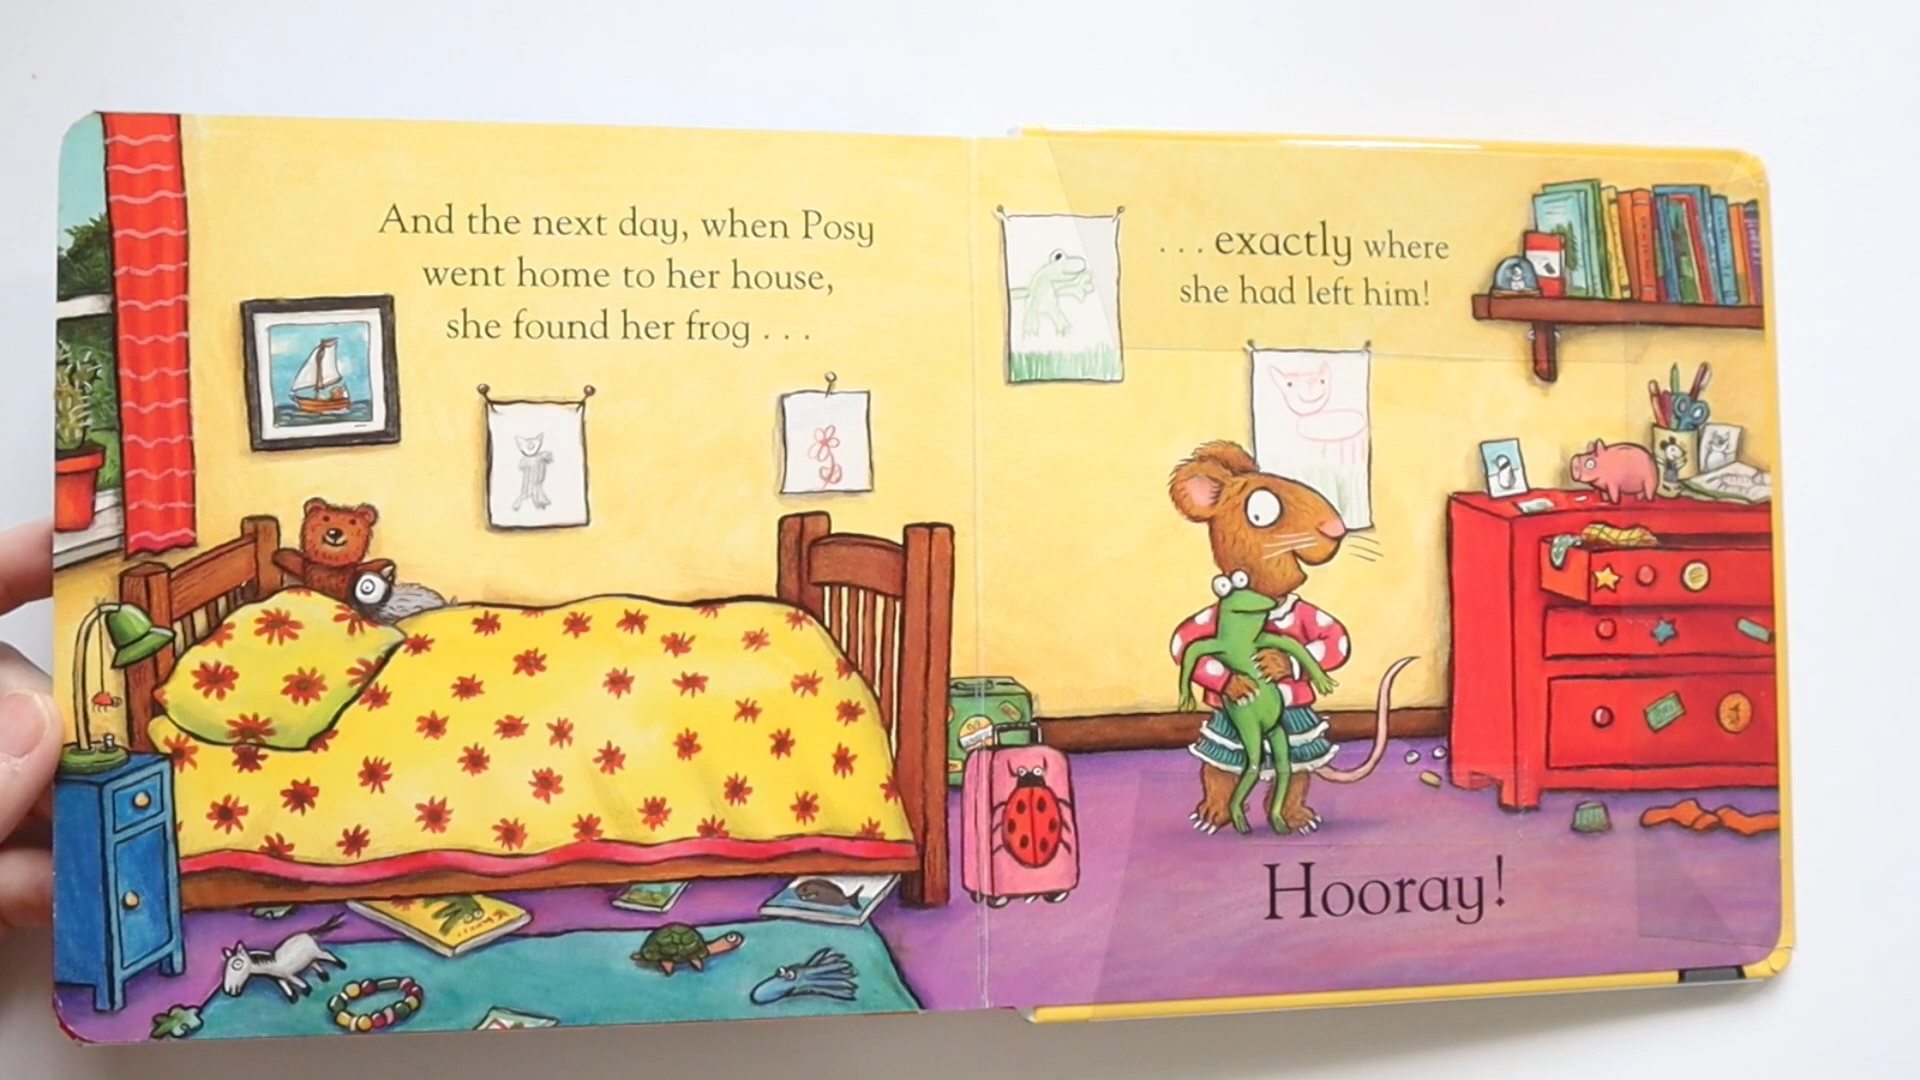 And the next day, when Posy
went home to her house,
she found her frog . . .
. . . exactly where
she had left him!
Hooray!